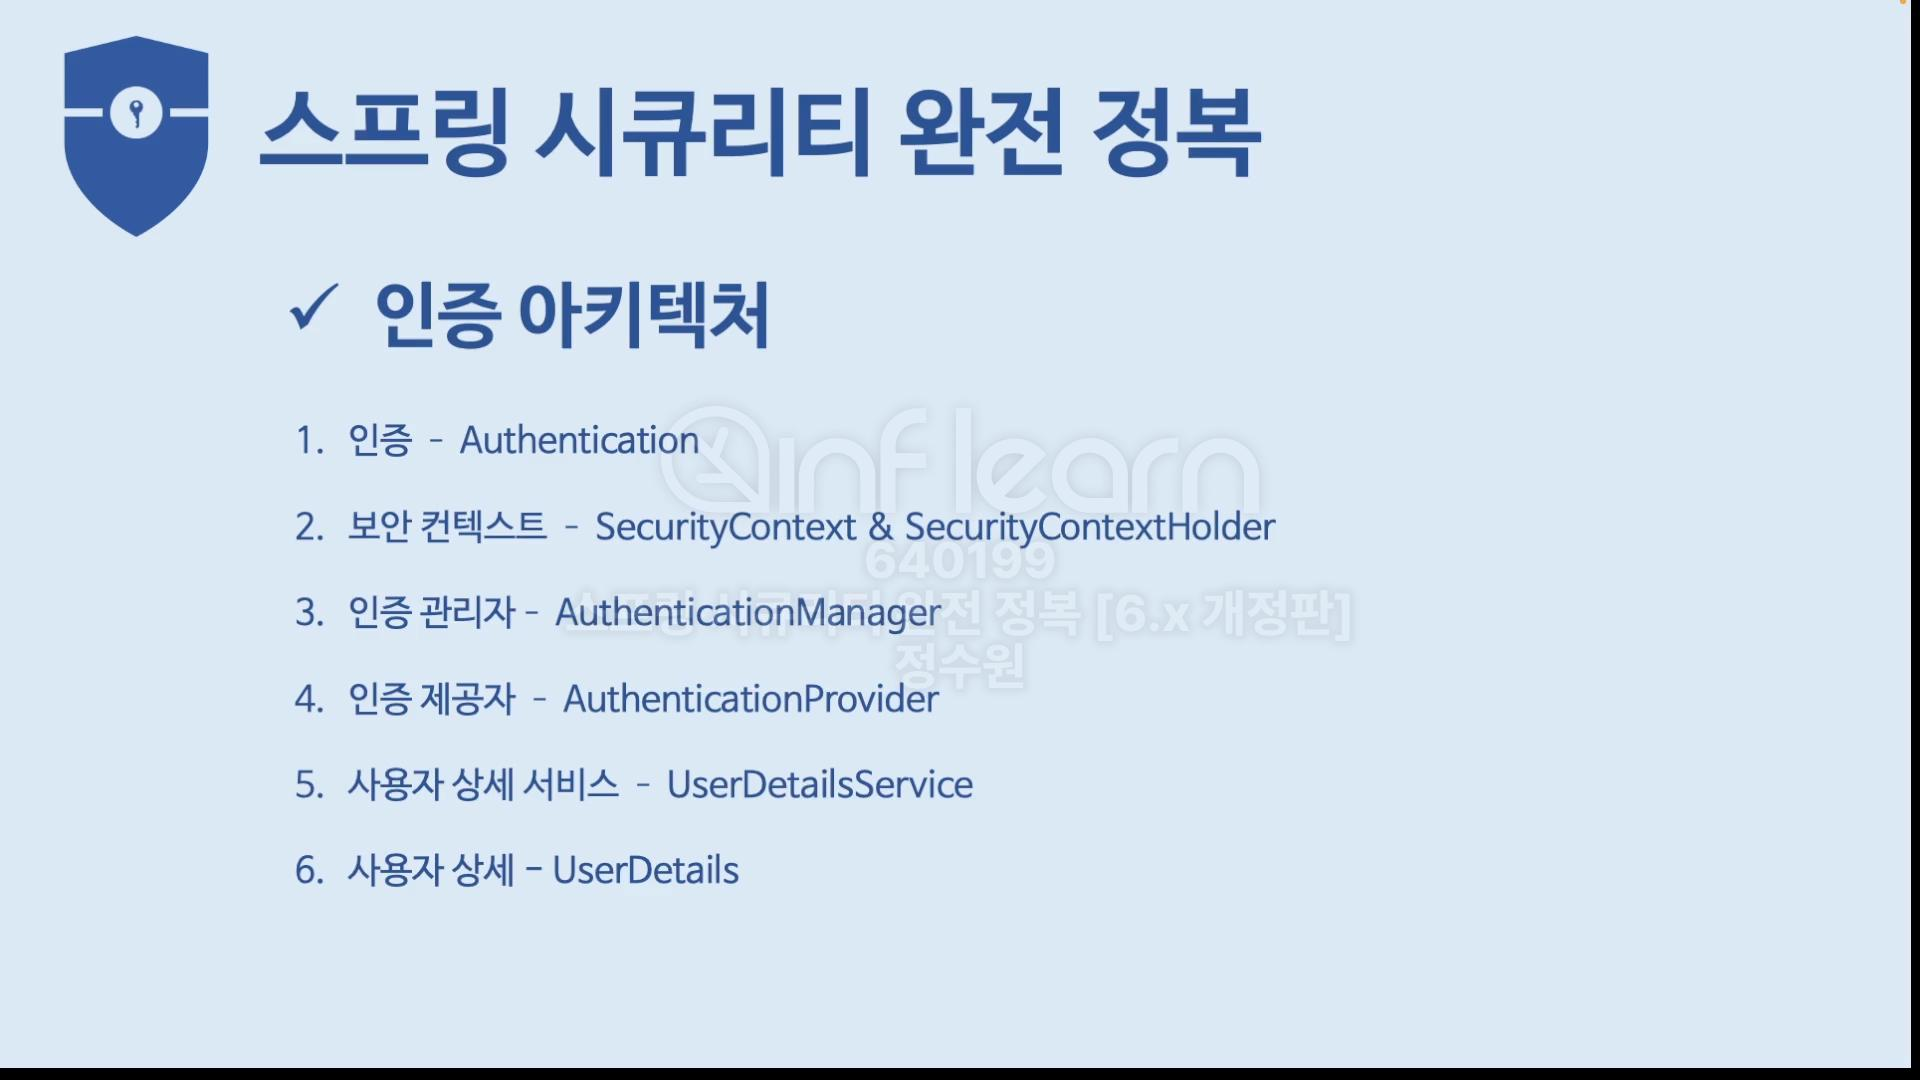 스프링 시큐리티 완전 정복
✓ 인증 아키텍처
1. 인증 - Authentication
inflearn
2. 보안 컨텍스트 - SecurityContext & SecurityContextHolder
640199
3. 인증 관리자 - AuthenticationManager
스프링 시큐리티 완전 정복 [6.x 개정판]
정수원
4. 인증 제공자 - AuthenticationProvider
5. 사용자 상세 서비스 - UserDetailsService
6. 사용자 상세 - UserDetails